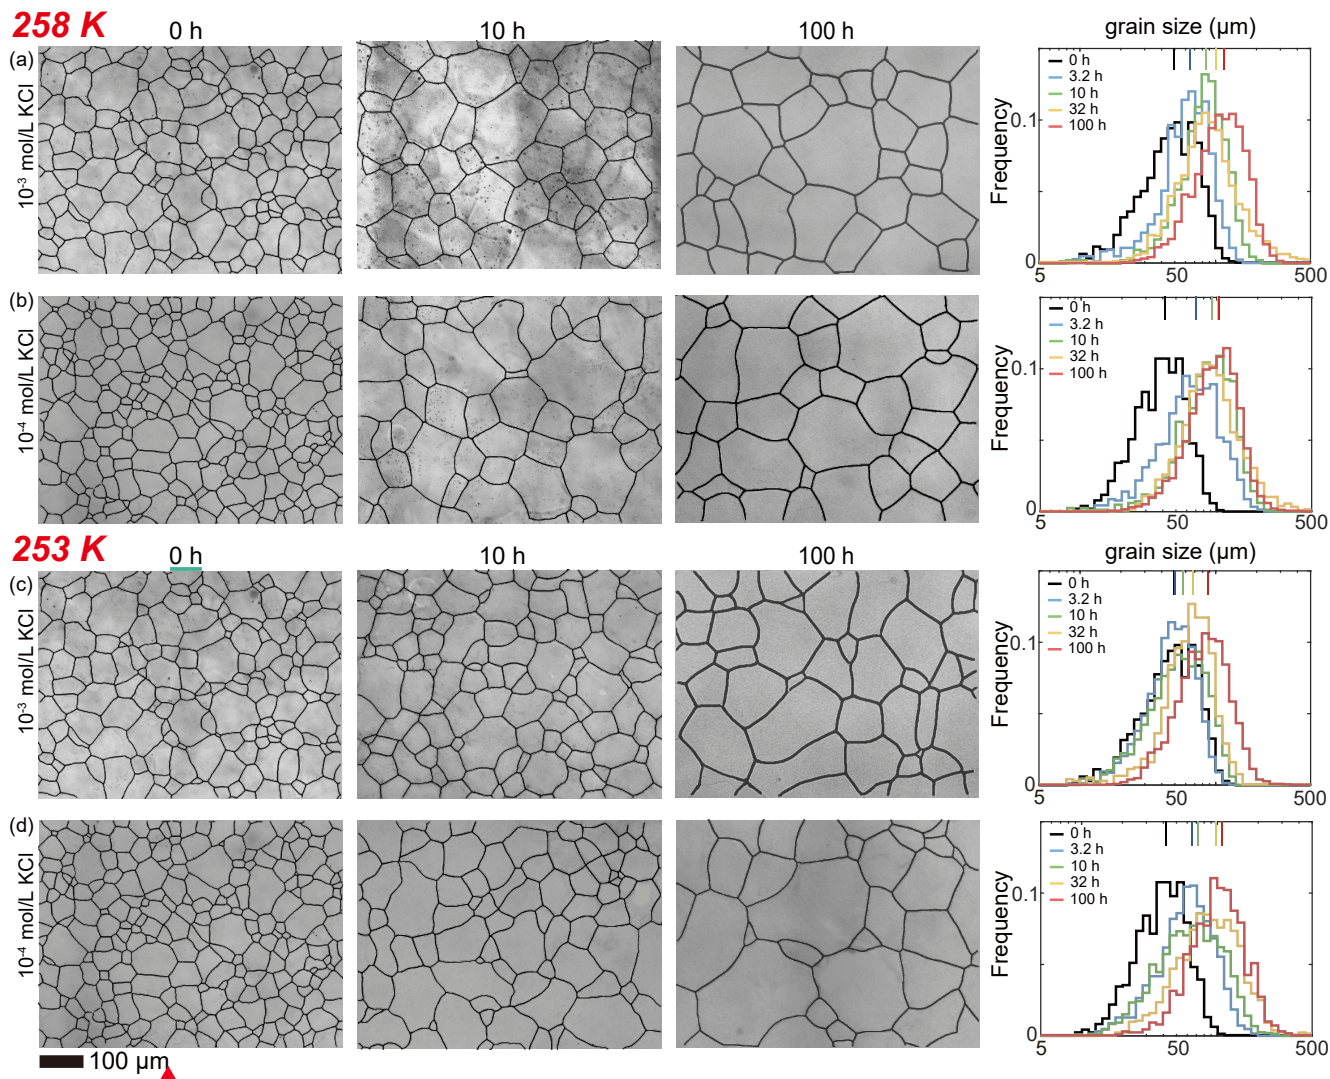 258 K
0 h
10 h
100 h
grain size (µm)
(a)
10⁻³ mol/L KCl
0 h
3.2 h
10 h
32 h
100 h
Frequency
0.1
0
5
50
500
(b)
10⁻⁴ mol/L KCl
0 h
3.2 h
10 h
32 h
100 h
Frequency
0.1
0
5
50
500
253 K
0 h
10 h
100 h
grain size (µm)
(c)
10⁻³ mol/L KCl
0 h
3.2 h
10 h
32 h
100 h
Frequency
0.1
0
5
50
500
(d)
10⁻⁴ mol/L KCl
0 h
3.2 h
10 h
32 h
100 h
Frequency
0.1
0
5
50
500
100 µm